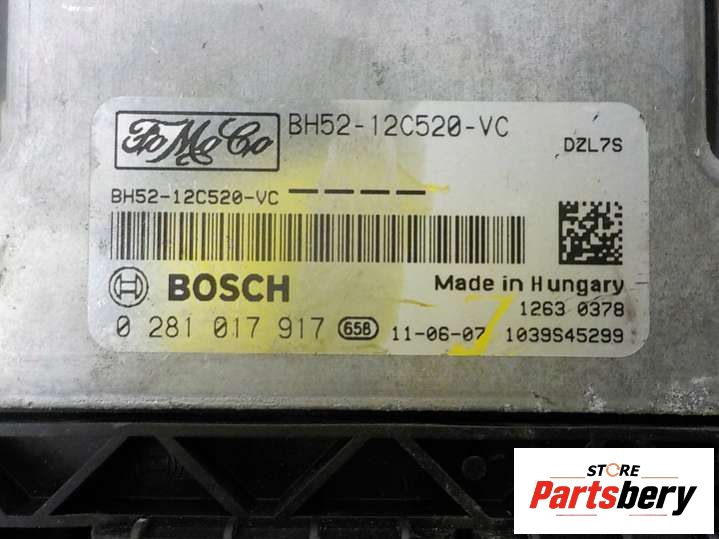 FoMoCo BH52-12C520-VC
DZL7S
BH52-12C520-VC ————
BOSCH Made in Hungary
1263 0378
0 281 017 917 65B 11-06-07 1039S45299
STORE
Partsbery